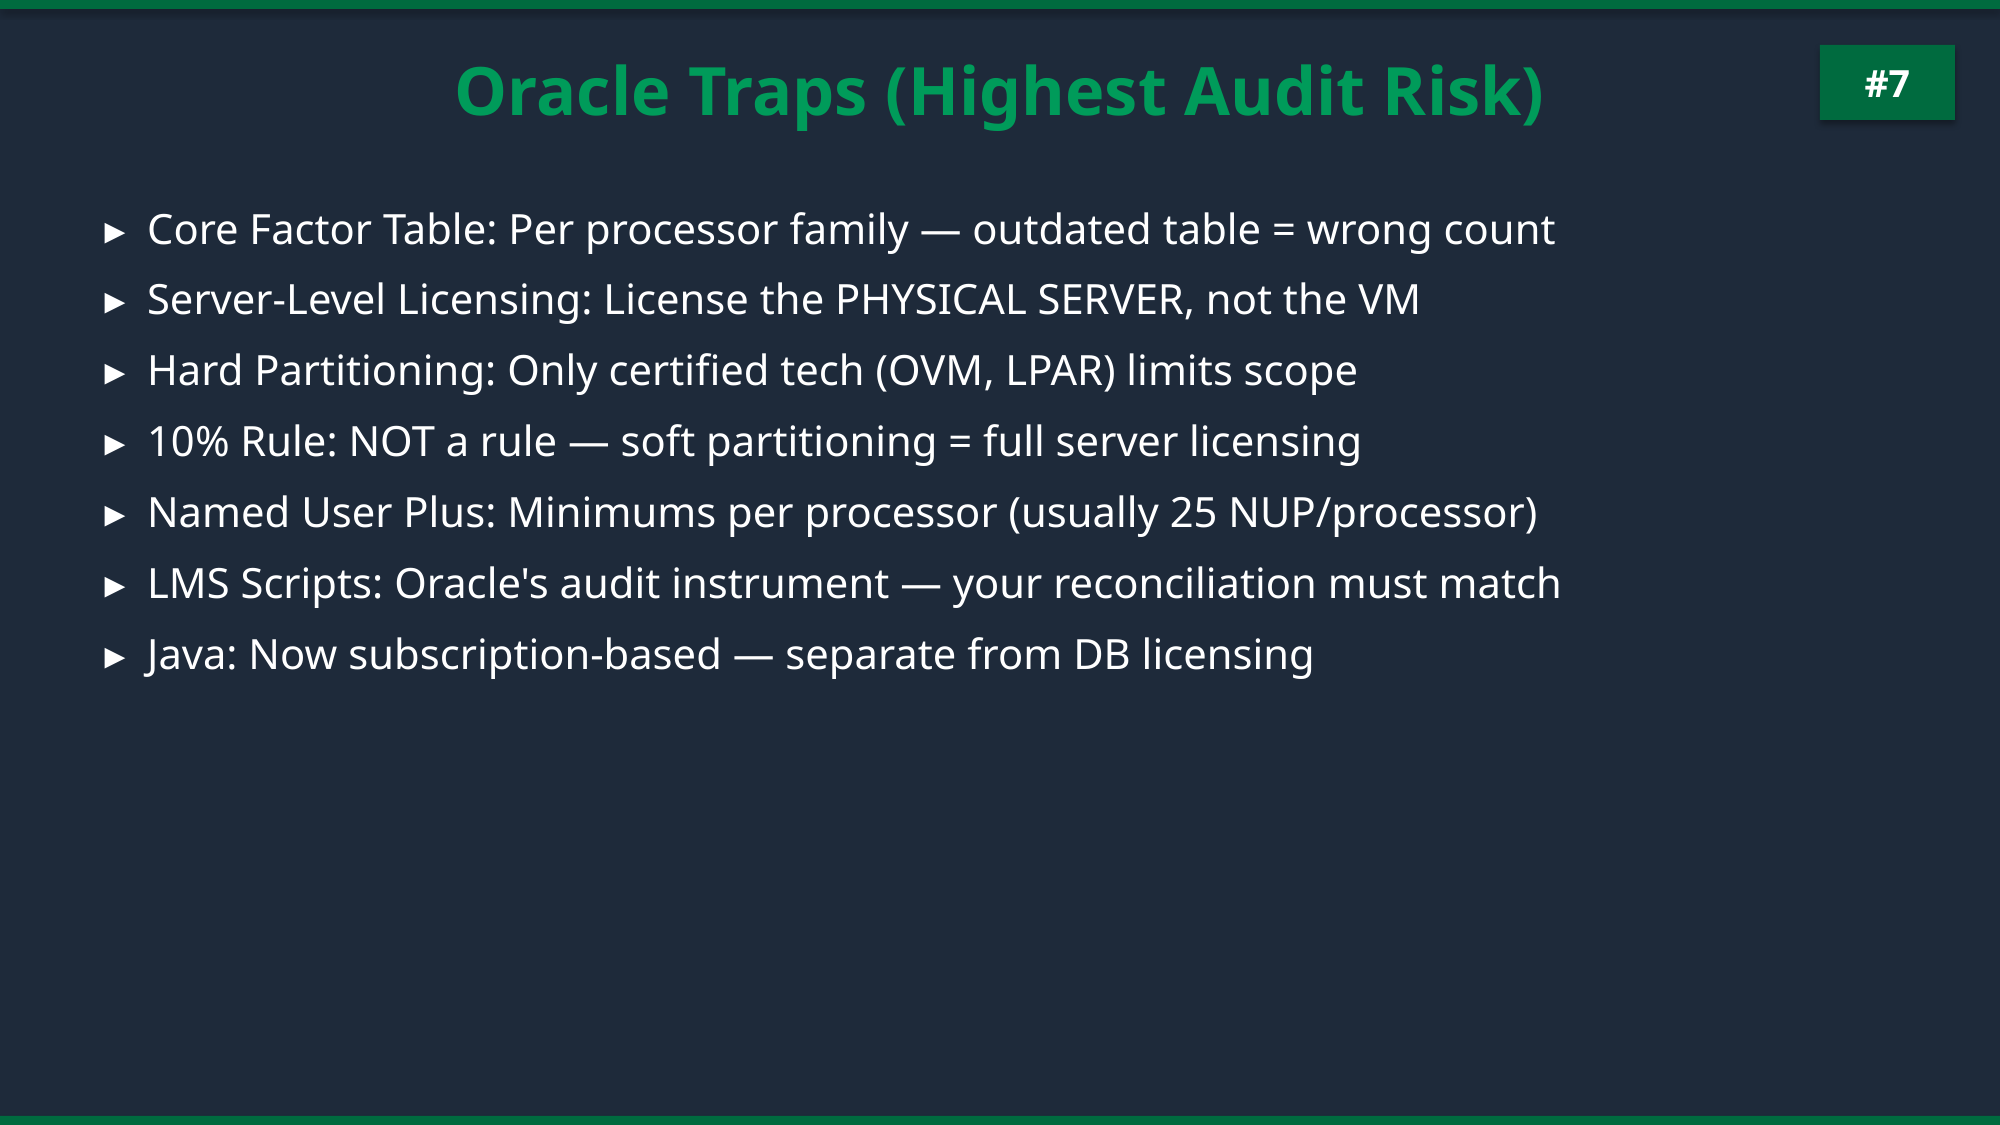 Oracle Traps (Highest Audit Risk)
#7
▸ Core Factor Table: Per processor family — outdated table = wrong count
▸ Server-Level Licensing: License the PHYSICAL SERVER, not the VM
▸ Hard Partitioning: Only certified tech (OVM, LPAR) limits scope
▸ 10% Rule: NOT a rule — soft partitioning = full server licensing
▸ Named User Plus: Minimums per processor (usually 25 NUP/processor)
▸ LMS Scripts: Oracle's audit instrument — your reconciliation must match
▸ Java: Now subscription-based — separate from DB licensing